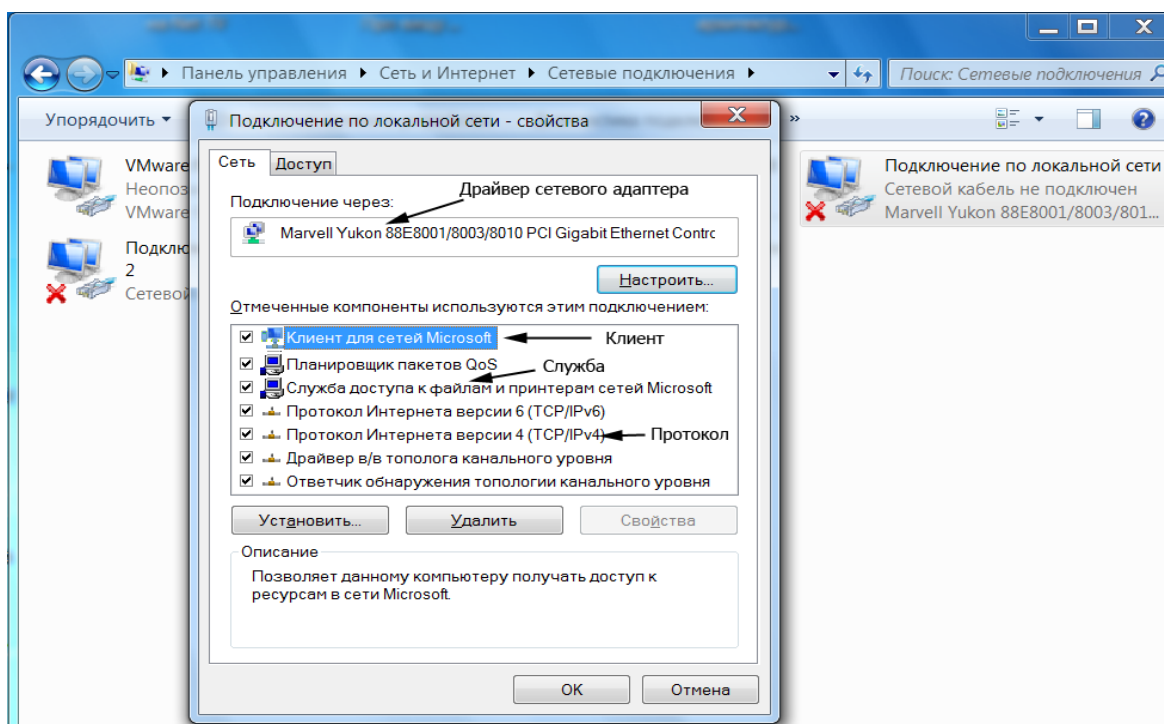 Панель управления ▸ Сеть и Интернет ▸ Сетевые подключения ▸
Поиск: Сетевые подключения
Упорядочить
»
VMware
Неопоз
VMware
Подклю
2
Сетевой
Подключение по локальной сети
Сетевой кабель не подключен
Marvell Yukon 88E8001/8003/801...
Подключение по локальной сети - свойства
Сеть
Доступ
Драйвер сетевого адаптера
Подключение через:
Marvell Yukon 88E8001/8003/8010 PCI Gigabit Ethernet Contrc
Настроить...
Отмеченные компоненты используются этим подключением:
Клиент для сетей Microsoft
Клиент
Планировщик пакетов QoS
Служба
Служба доступа к файлам и принтерам сетей Microsoft
Протокол Интернета версии 6 (TCP/IPv6)
Протокол Интернета версии 4 (TCP/IPv4)
Протокол
Драйвер в/в тополога канального уровня
Ответчик обнаружения топологии канального уровня
Установить...
Удалить
Свойства
Описание
Позволяет данному компьютеру получать доступ к
ресурсам в сети Microsoft.
ОК
Отмена